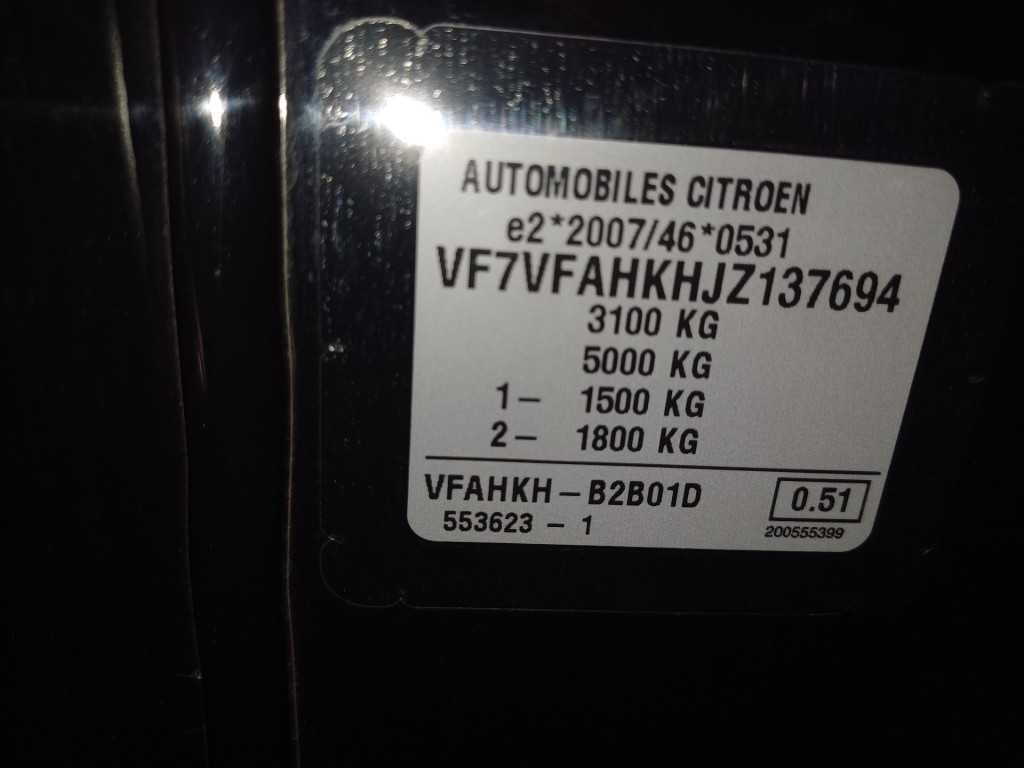 AUTOMOBILES CITROEN
e2*2007/46*0531
VF7VFAHKHJZ137694
3100 KG
5000 KG
1- 1500 KG
2- 1800 KG
VFAHKH-B2B01D
0.51
553623 - 1
200555399